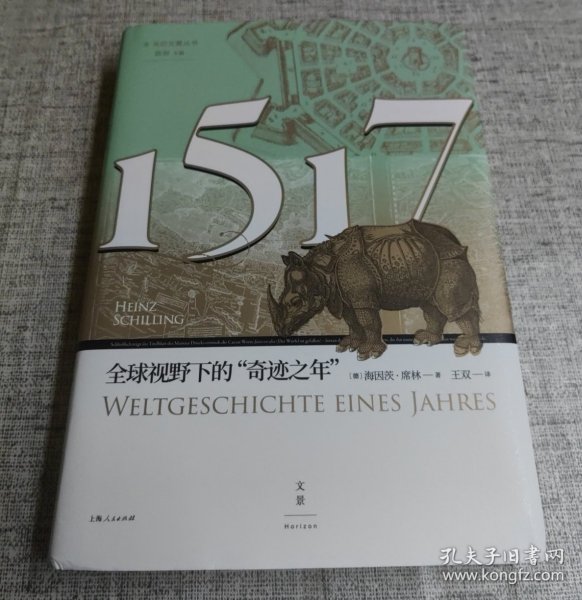 1517
HEINZ
SCHILLING
全球视野下的“奇迹之年”
[德]海因茨·席林—著 王双—译
WELTGESCHICHTE EINES JAHRES
文
景
Horizon
上海人民出版社
孔夫子旧书网
www.kongfz.com